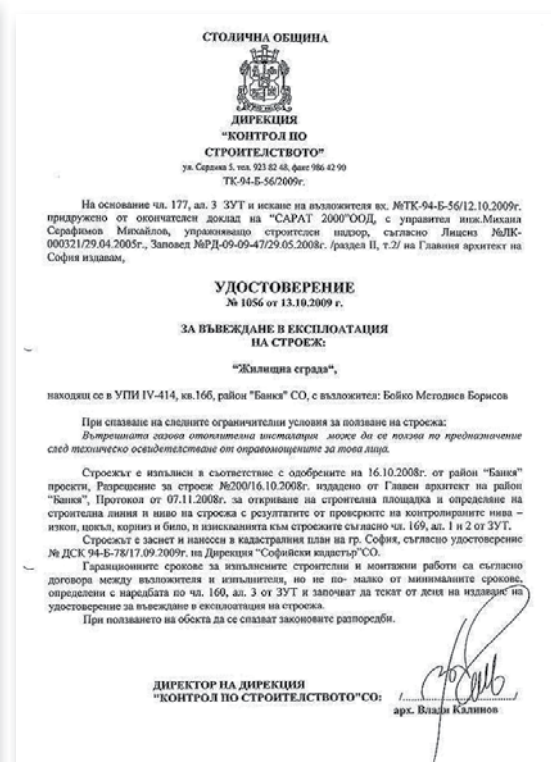 СТОЛИЧНА ОБЩИНА
ДИРЕКЦИЯ
"КОНТРОЛ ПО
СТРОИТЕЛСТВОТО"
ул. Сердика 5, тел. 923 82 48, факс 986 42 90
ТК-94-Б-56/2009г.
На основание чл. 177, ал. 3 ЗУТ и искане на възложителя вх. №ТК-94-Б-56/12.10.2009г.
придружено от окончателен доклад на "САРАТ 2000"ООД, с управител инж.Михаил
Серафимов Михайлов, упражняващо строителен надзор, съгласно Лиценз №ЛК-
000321/29.04.2005г., Заповед №РД-09-09-47/29.05.2008г. /раздел II, т.2/ на Главния архитект на
София издавам,
УДОСТОВЕРЕНИЕ
№ 1056 от 13.10.2009 г.
ЗА ВЪВЕЖДАНЕ В ЕКСПЛОАТАЦИЯ
НА СТРОЕЖ:
"Жилищна сграда",
находящ се в УПИ IV-414, кв.16б, район "Банкя" СО, с възложител: Бойко Методиев Борисов
При спазване на следните ограничителни условия за ползване на строежа:
Вътрешната газова отоплителна инсталация може да се ползва по предназначение
след техническо освидетелстване от оправомощените за това лица.
Строежът е изпълнен в съответствие с одобрените на 16.10.2008г. от район "Банкя"
проекти, Разрешение за строеж №200/16.10.2008г. издадено от Главен архитект на район
"Банкя", Протокол от 07.11.2008г. за откриване на строителна площадка и определяне на
строителна линия и ниво на строежа с резултатите от проверките на контролираните нива –
изкоп, цокъл, корниз и било, и изискванията към строежите съгласно чл. 169, ал. 1 и 2 от ЗУТ.
Строежът е заснет и нанесен в кадастралния план на гр. София, съгласно удостоверение
№ ДСК 94-Б-78/17.09.2009г. на Дирекция "Софийски кадастър"СО.
Гаранционните срокове за изпълнените строителни и монтажни работи са съгласно
договора между възложителя и изпълнителя, но не по- малко от минималните срокове,
определени с наредбата по чл. 160, ал. 3 от ЗУТ и започват да текат от деня на издаване на
удостоверение за въвеждане в експлоатация на строежа.
При ползването на обекта да се спазват законовите разпоредби.
ДИРЕКТОР НА ДИРЕКЦИЯ
"КОНТРОЛ ПО СТРОИТЕЛСТВОТО"СО:
арх. Влади Калинов